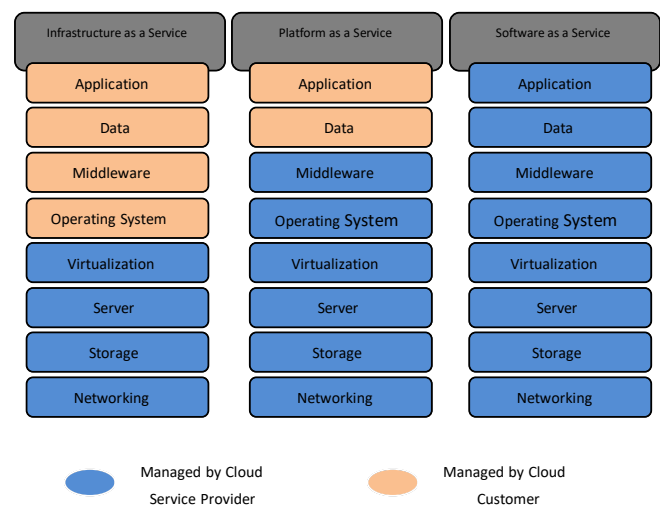 Infrastructure as a Service
Platform as a Service
Software as a Service
Application
Application
Application
Data
Data
Data
Middleware
Middleware
Middleware
Operating System
Operating System
Operating System
Virtualization
Virtualization
Virtualization
Server
Server
Server
Storage
Storage
Storage
Networking
Networking
Networking
Managed by Cloud
Service Provider
Managed by Cloud
Customer